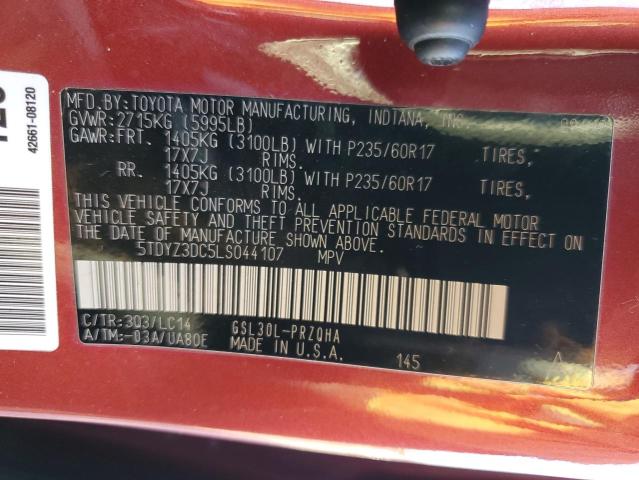 MFD.BY:TOYOTA MOTOR MANUFACTURING, INDIANA, INC
GVWR:2715KG (5995LB)
GAWR:FRT. 1405KG (3100LB) WITH P235/60R17 TIRES,
17X7J RIMS.
RR. 1405KG (3100LB) WITH P235/60R17 TIRES,
17X7J RIMS.
THIS VEHICLE CONFORMS TO ALL APPLICABLE FEDERAL MOTOR
VEHICLE SAFETY AND THEFT PREVENTION STANDARDS IN EFFECT ON
THE DATE OF MANUFACTURE SHOWN ABOVE.
5TDYZ3DC5LS044107 MPV
C/TR:3Q3/LC14 GSL30L-PRZQHA
A/TM:-03A/UA80E MADE IN U.S.A. 145 A
42661-08120